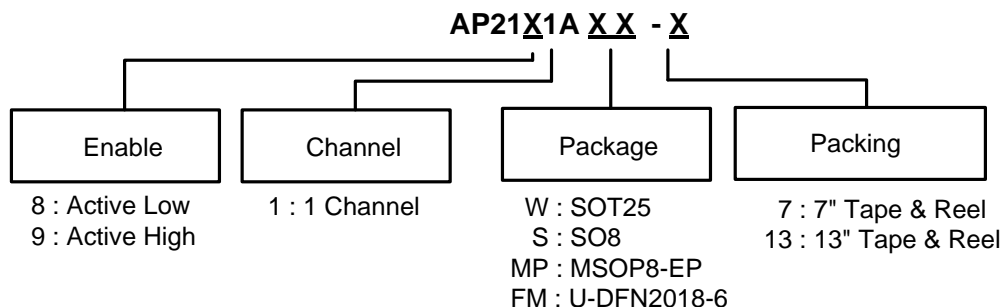 AP21X1A X X - X
Enable
Channel
Package
Packing
8 : Active Low
9 : Active High
1 : 1 Channel
W : SOT25
S : SO8
MP : MSOP8-EP
FM : U-DFN2018-6
7 : 7" Tape & Reel
13 : 13" Tape & Reel